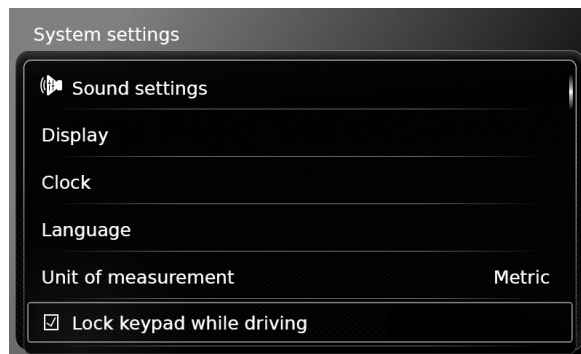 System settings
Sound settings
Display
Clock
Language
Unit of measurement Metric
Lock keypad while driving